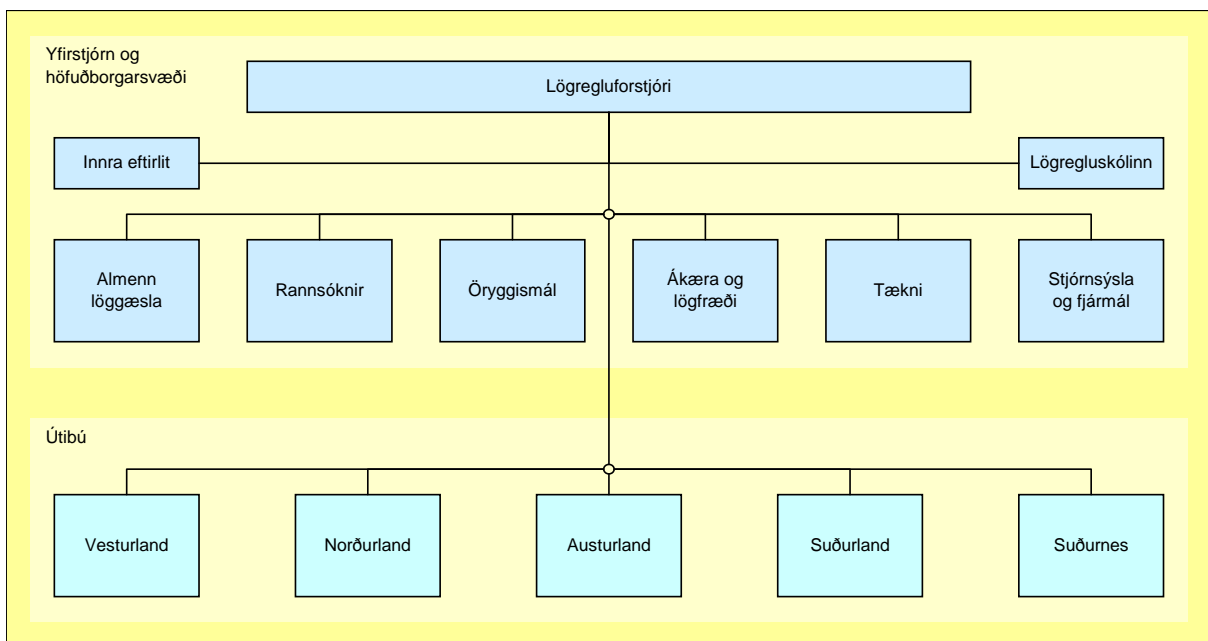 Yfirstjórn og
höfuðborgarsvæði
Lögregluforstjóri
Innra eftirlit
Lögregluskólinn
Almenn
löggæsla
Rannsóknir
Öryggismál
Ákæra og
lögfræði
Tækni
Stjórnsýsla
og fjármál
Útibú
Vesturland
Norðurland
Austurland
Suðurland
Suðurnes